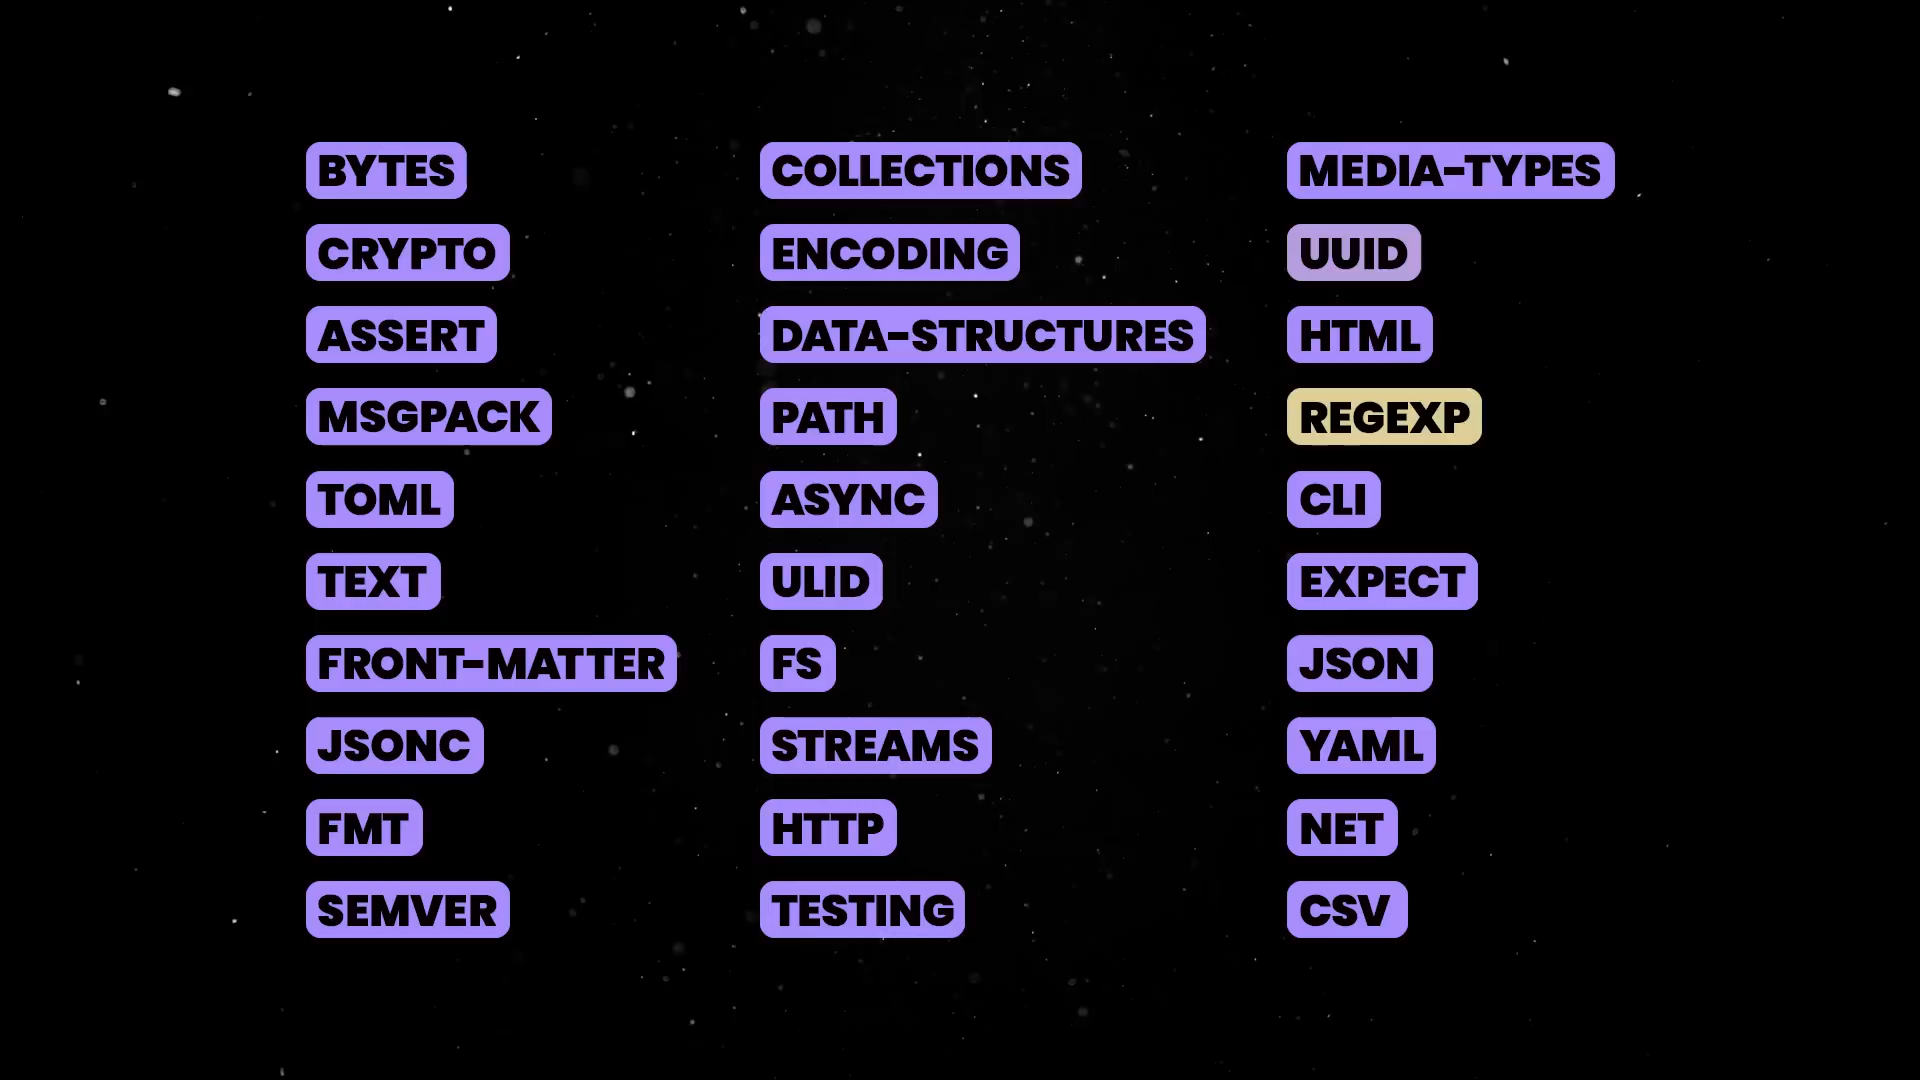 BYTES
CRYPTO
ASSERT
MSGPACK
TOML
TEXT
FRONT-MATTER
JSONC
FMT
SEMVER
COLLECTIONS
ENCODING
DATA-STRUCTURES
PATH
ASYNC
ULID
FS
STREAMS
HTTP
TESTING
MEDIA-TYPES
UUID
HTML
REGEXP
CLI
EXPECT
JSON
YAML
NET
CSV